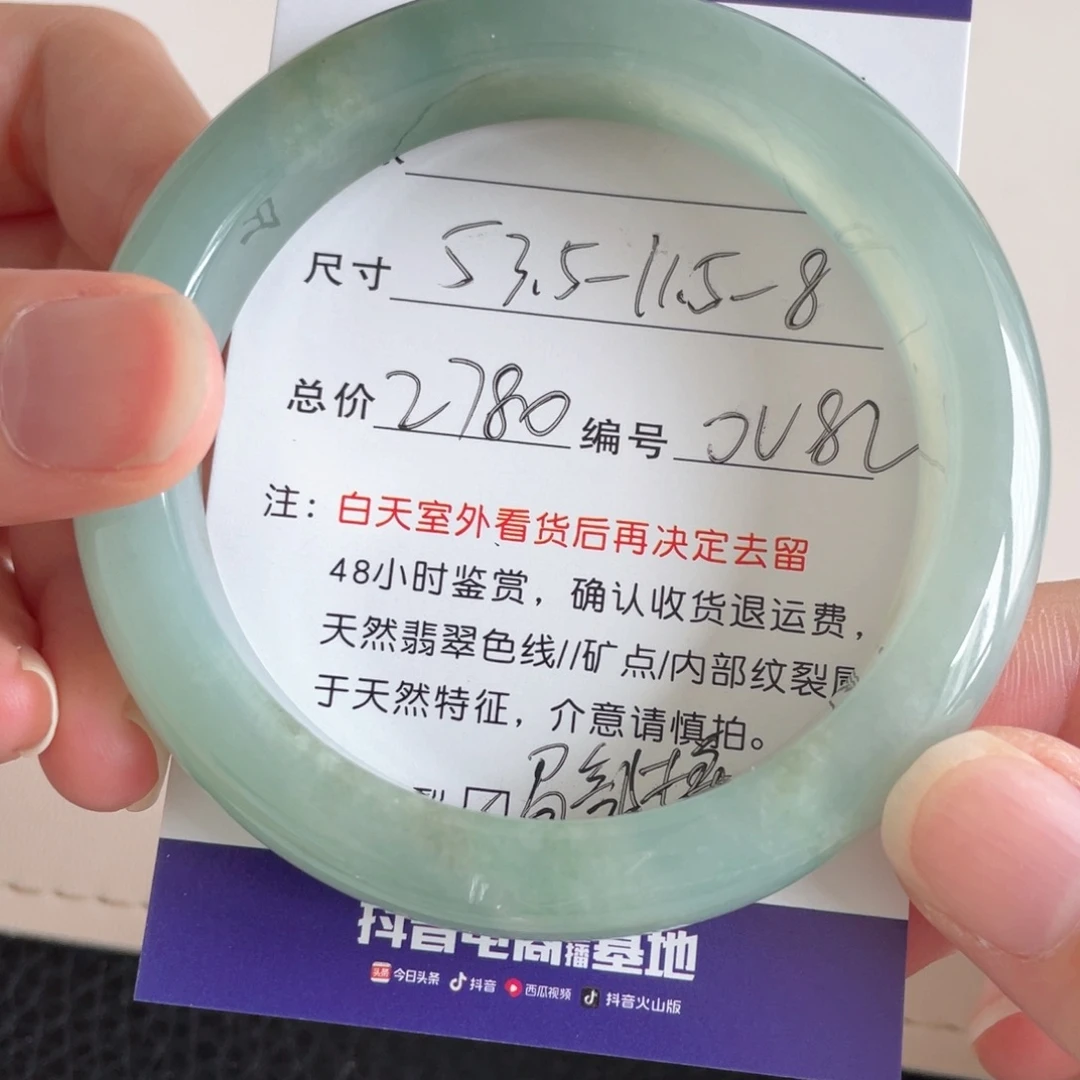 尺寸 53.5-11.5-8
总价 2780 编号
注：白天室外看货后再决定去留
48小时鉴赏，确认收货退运费，
天然翡翠色线//矿点/内部纹裂属
于天然特征，介意请慎拍。
抖音电商直播基地
头条 今日头条 抖音 西瓜视频 抖音火山版